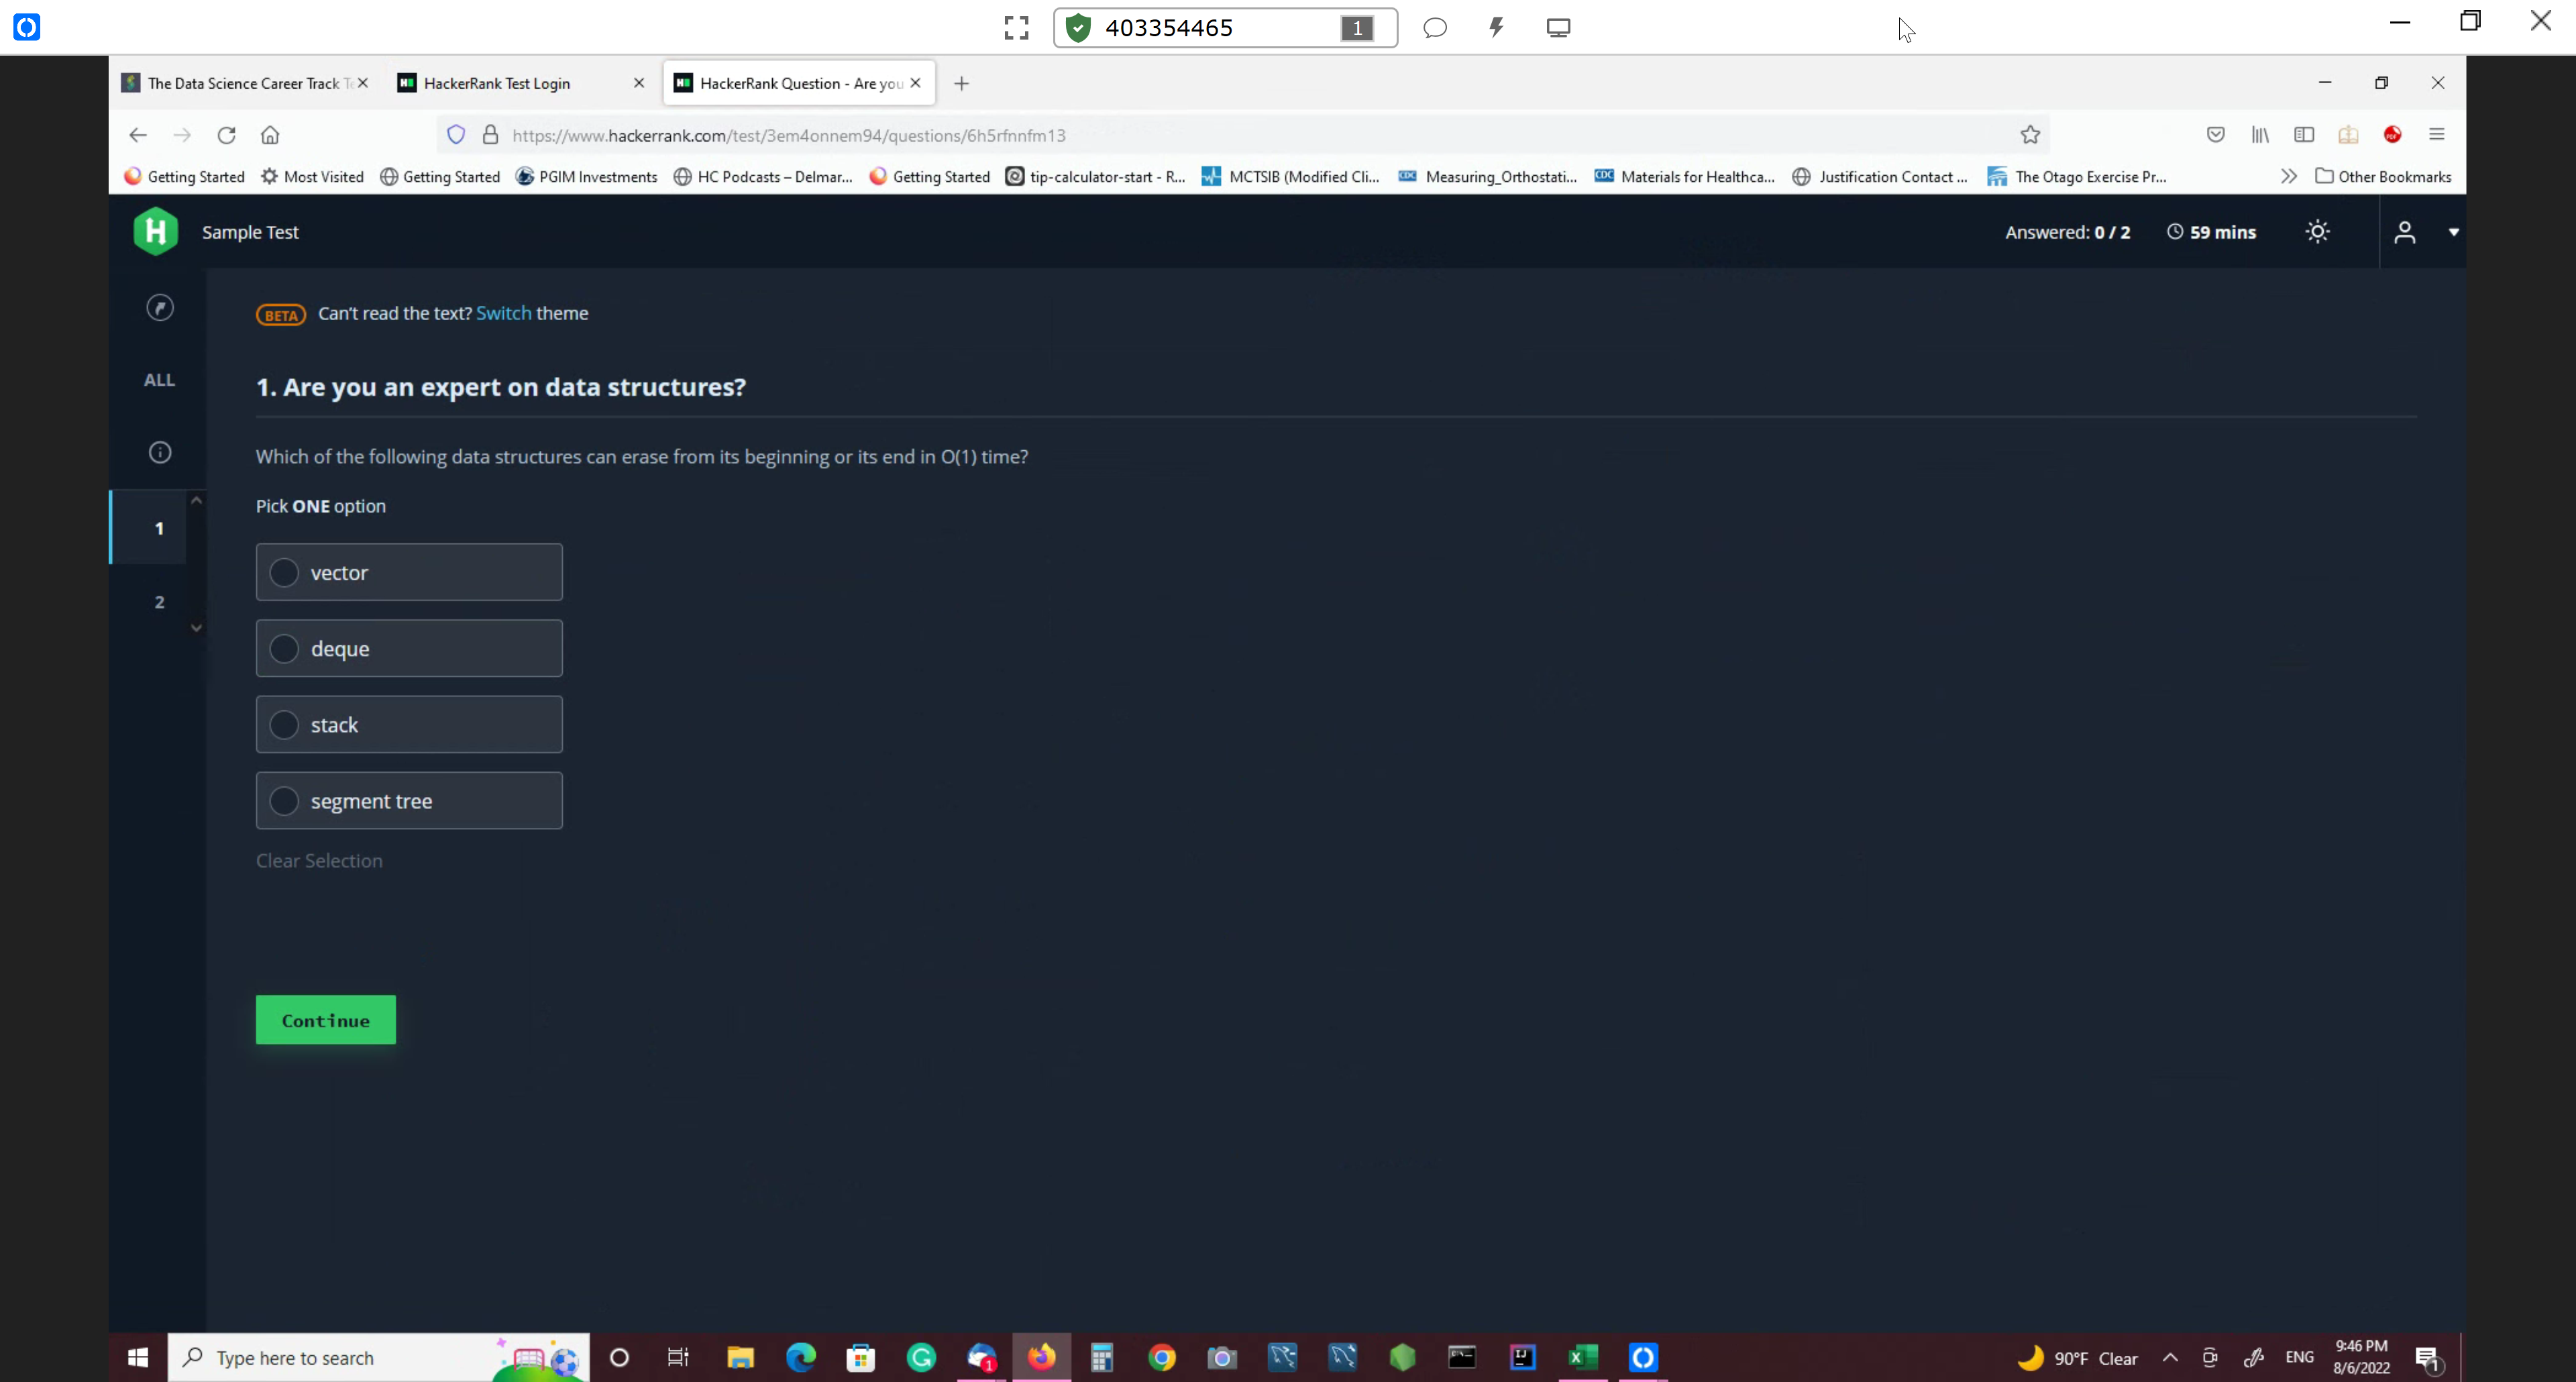 403354465
1
The Data Science Career Track Te
HackerRank Test Login
HackerRank Question - Are you
https://www.hackerrank.com/test/3em4onnem94/questions/6h5rfnnfm13
Getting Started
Most Visited
Getting Started
PGIM Investments
HC Podcasts – Delmar...
Getting Started
tip-calculator-start - R...
MCTSIB (Modified Cli...
Measuring_Orthostati...
Materials for Healthca...
Justification Contact ...
The Otago Exercise Pr...
Other Bookmarks
Sample Test
Answered: 0 / 2
59 mins
BETA Can't read the text? Switch theme
ALL
1. Are you an expert on data structures?
Which of the following data structures can erase from its beginning or its end in O(1) time?
Pick ONE option
1
2
vector
deque
stack
segment tree
Clear Selection
Continue
Type here to search
1
90°F Clear
ENG
9:46 PM
8/6/2022
1